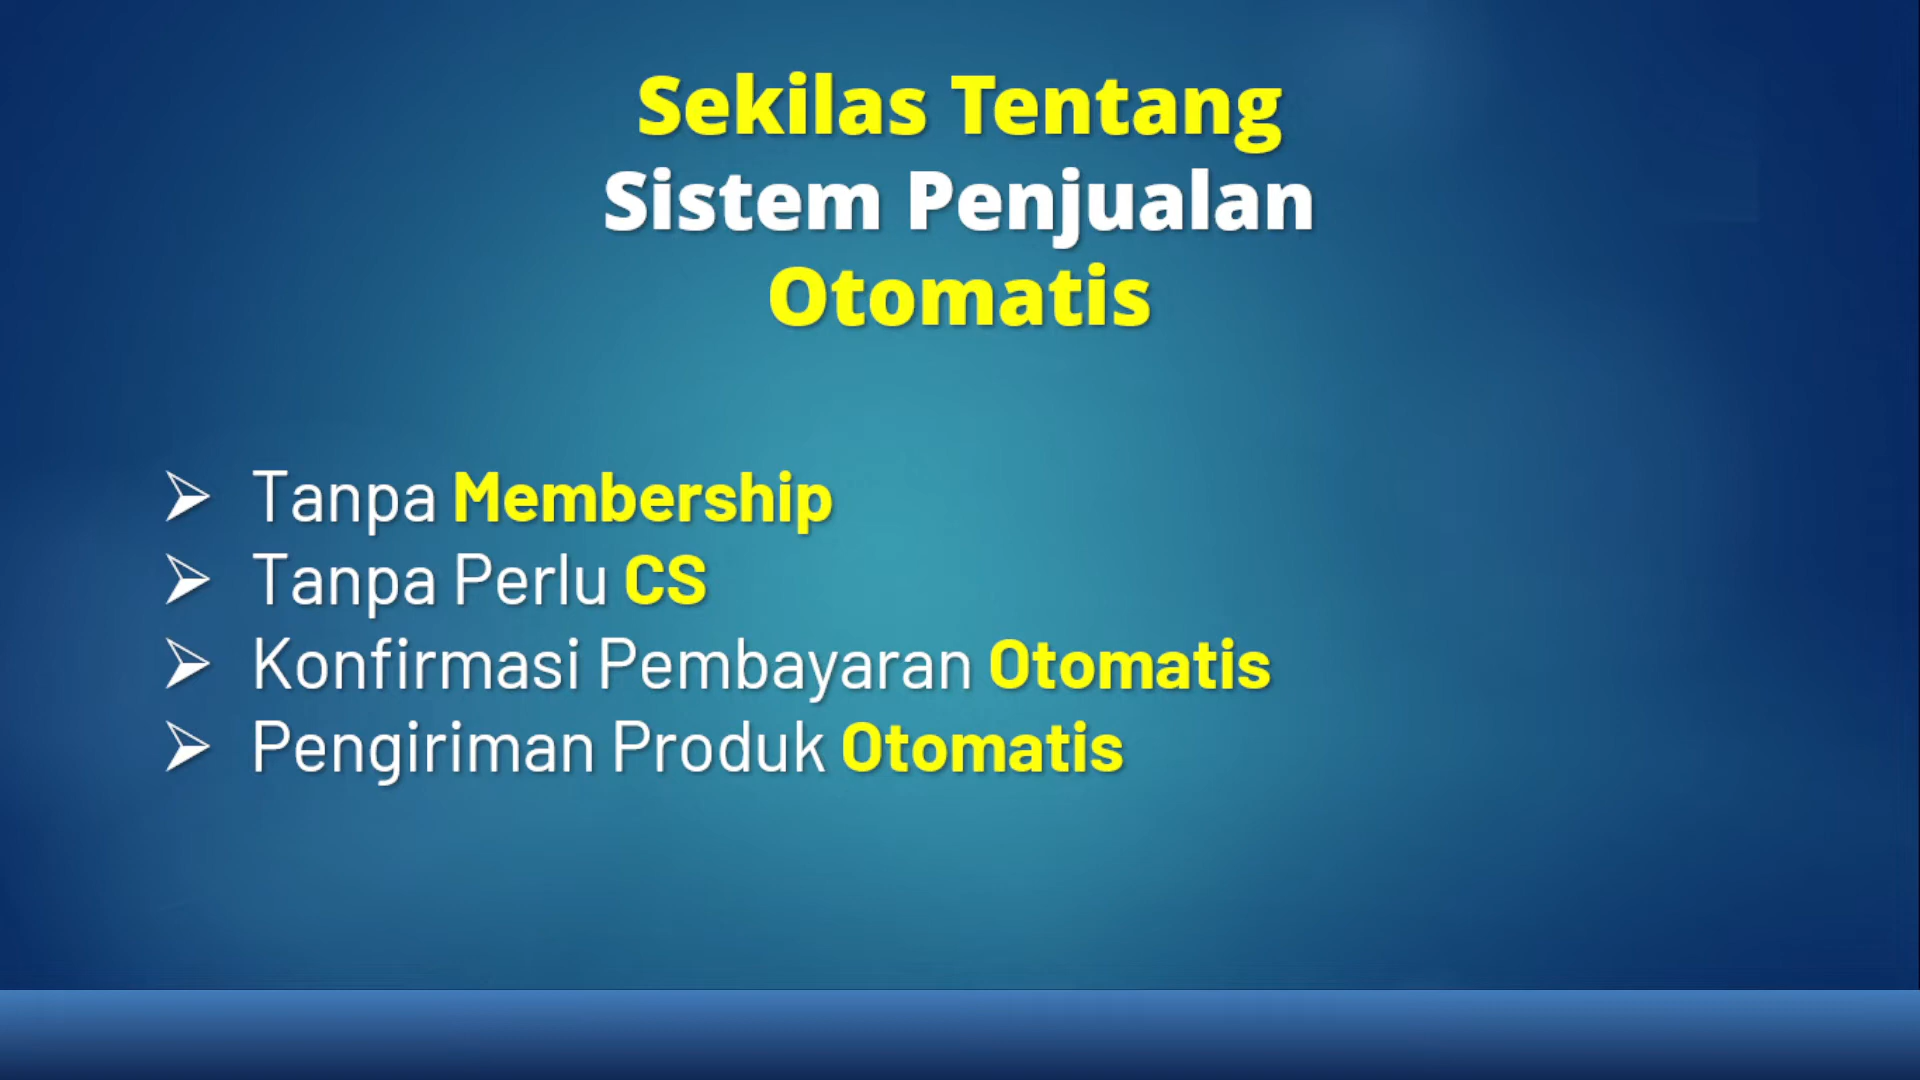 Sekilas Tentang
Sistem Penjualan
Otomatis
➢ Tanpa Membership
➢ Tanpa Perlu CS
➢ Konfirmasi Pembayaran Otomatis
➢ Pengiriman Produk Otomatis